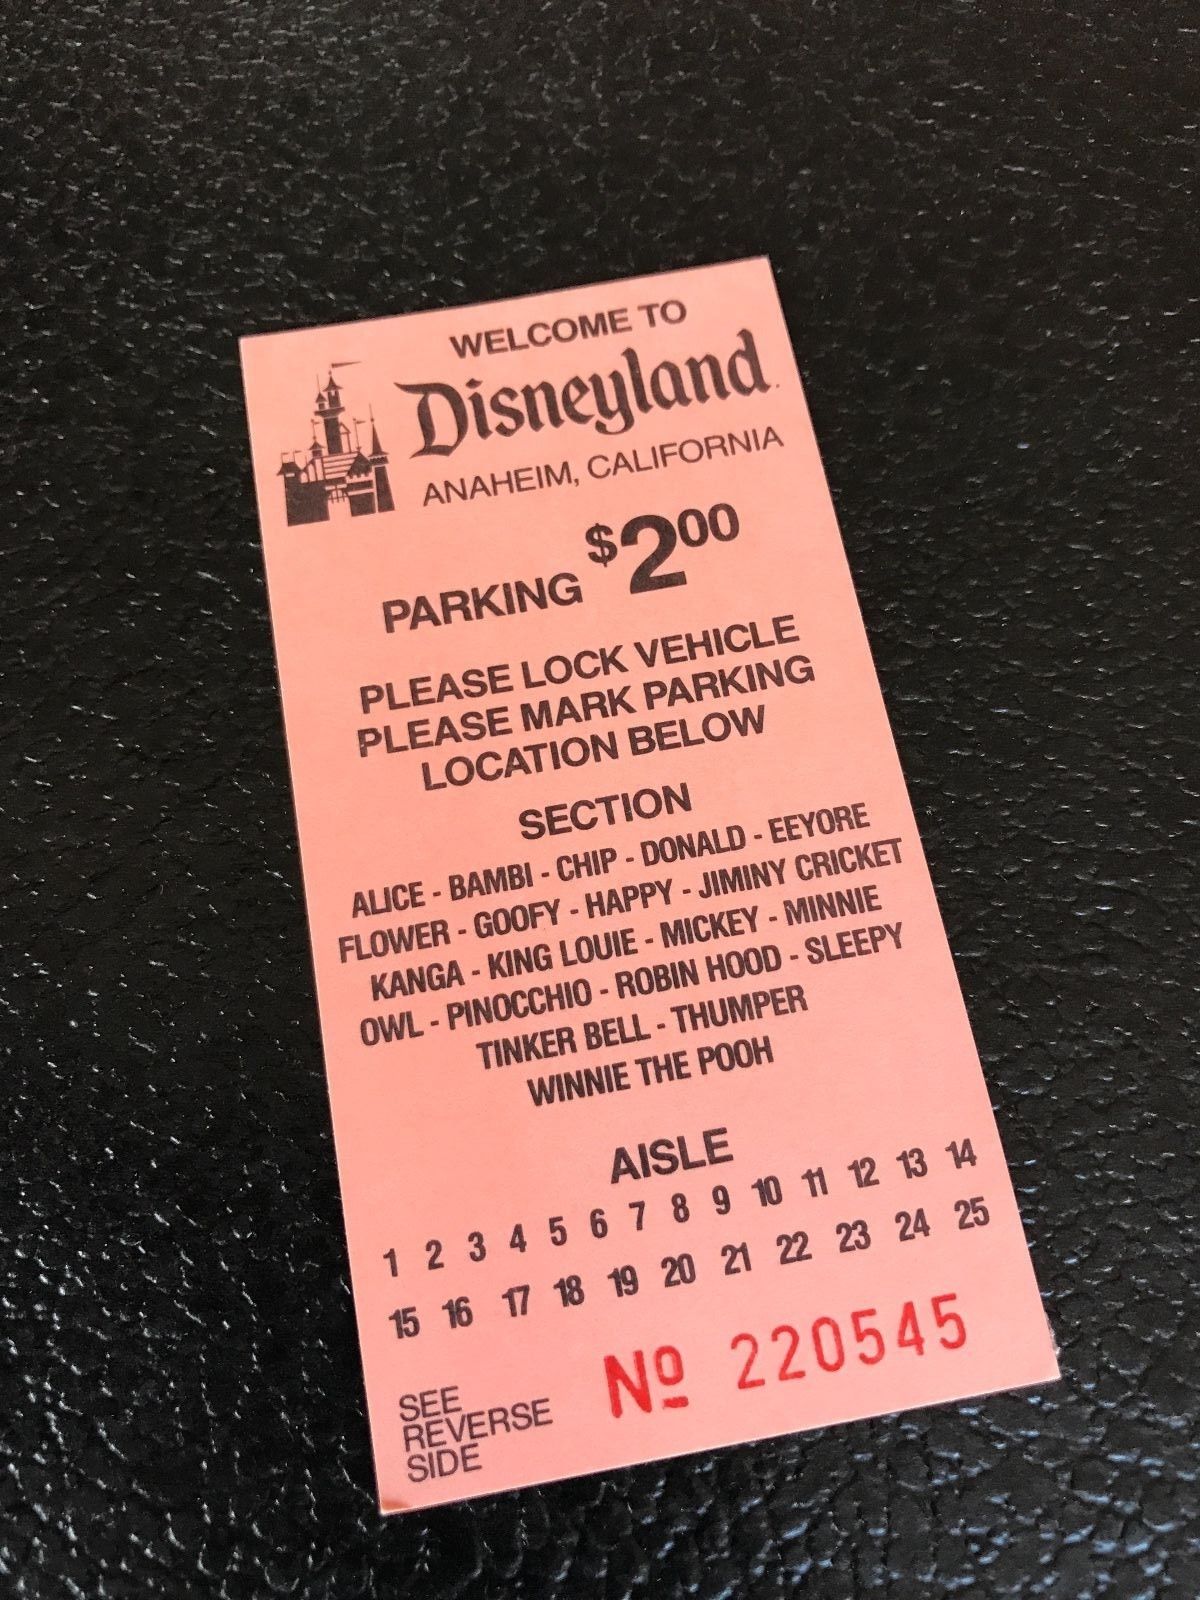 WELCOME TO
Disneyland
ANAHEIM, CALIFORNIA
PARKING $2.00
PLEASE LOCK VEHICLE
PLEASE MARK PARKING
LOCATION BELOW
SECTION
ALICE - BAMBI - CHIP - DONALD - EEYORE
FLOWER - GOOFY - HAPPY - JIMINY CRICKET
KANGA - KING LOUIE - MICKEY - MINNIE
OWL - PINOCCHIO - ROBIN HOOD - SLEEPY
TINKER BELL - THUMPER
WINNIE THE POOH
AISLE
1 2 3 4 5 6 7 8 9 10 11 12 13 14
15 16 17 18 19 20 21 22 23 24 25
SEE
REVERSE
SIDE
Nº 220545